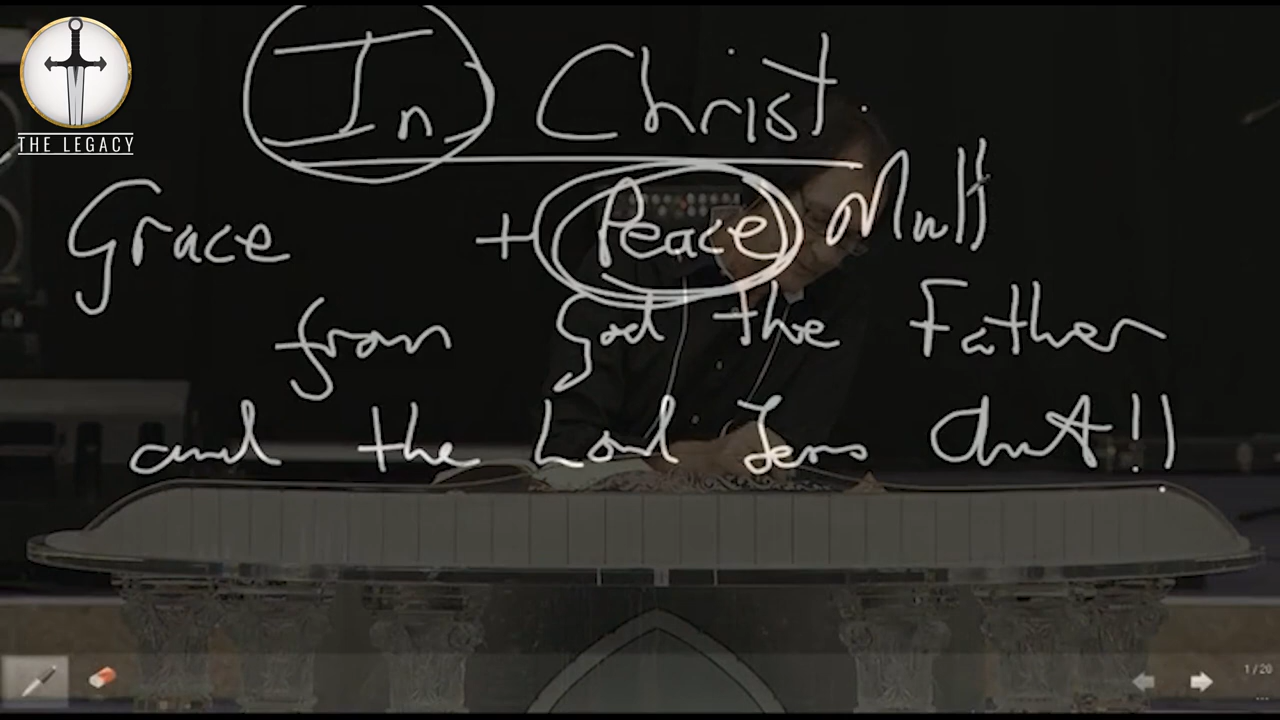 THE LEGACY
In Christ.
Grace + Peace Mult
from God the Father
and the Lord Jesus Christ!!
1/20